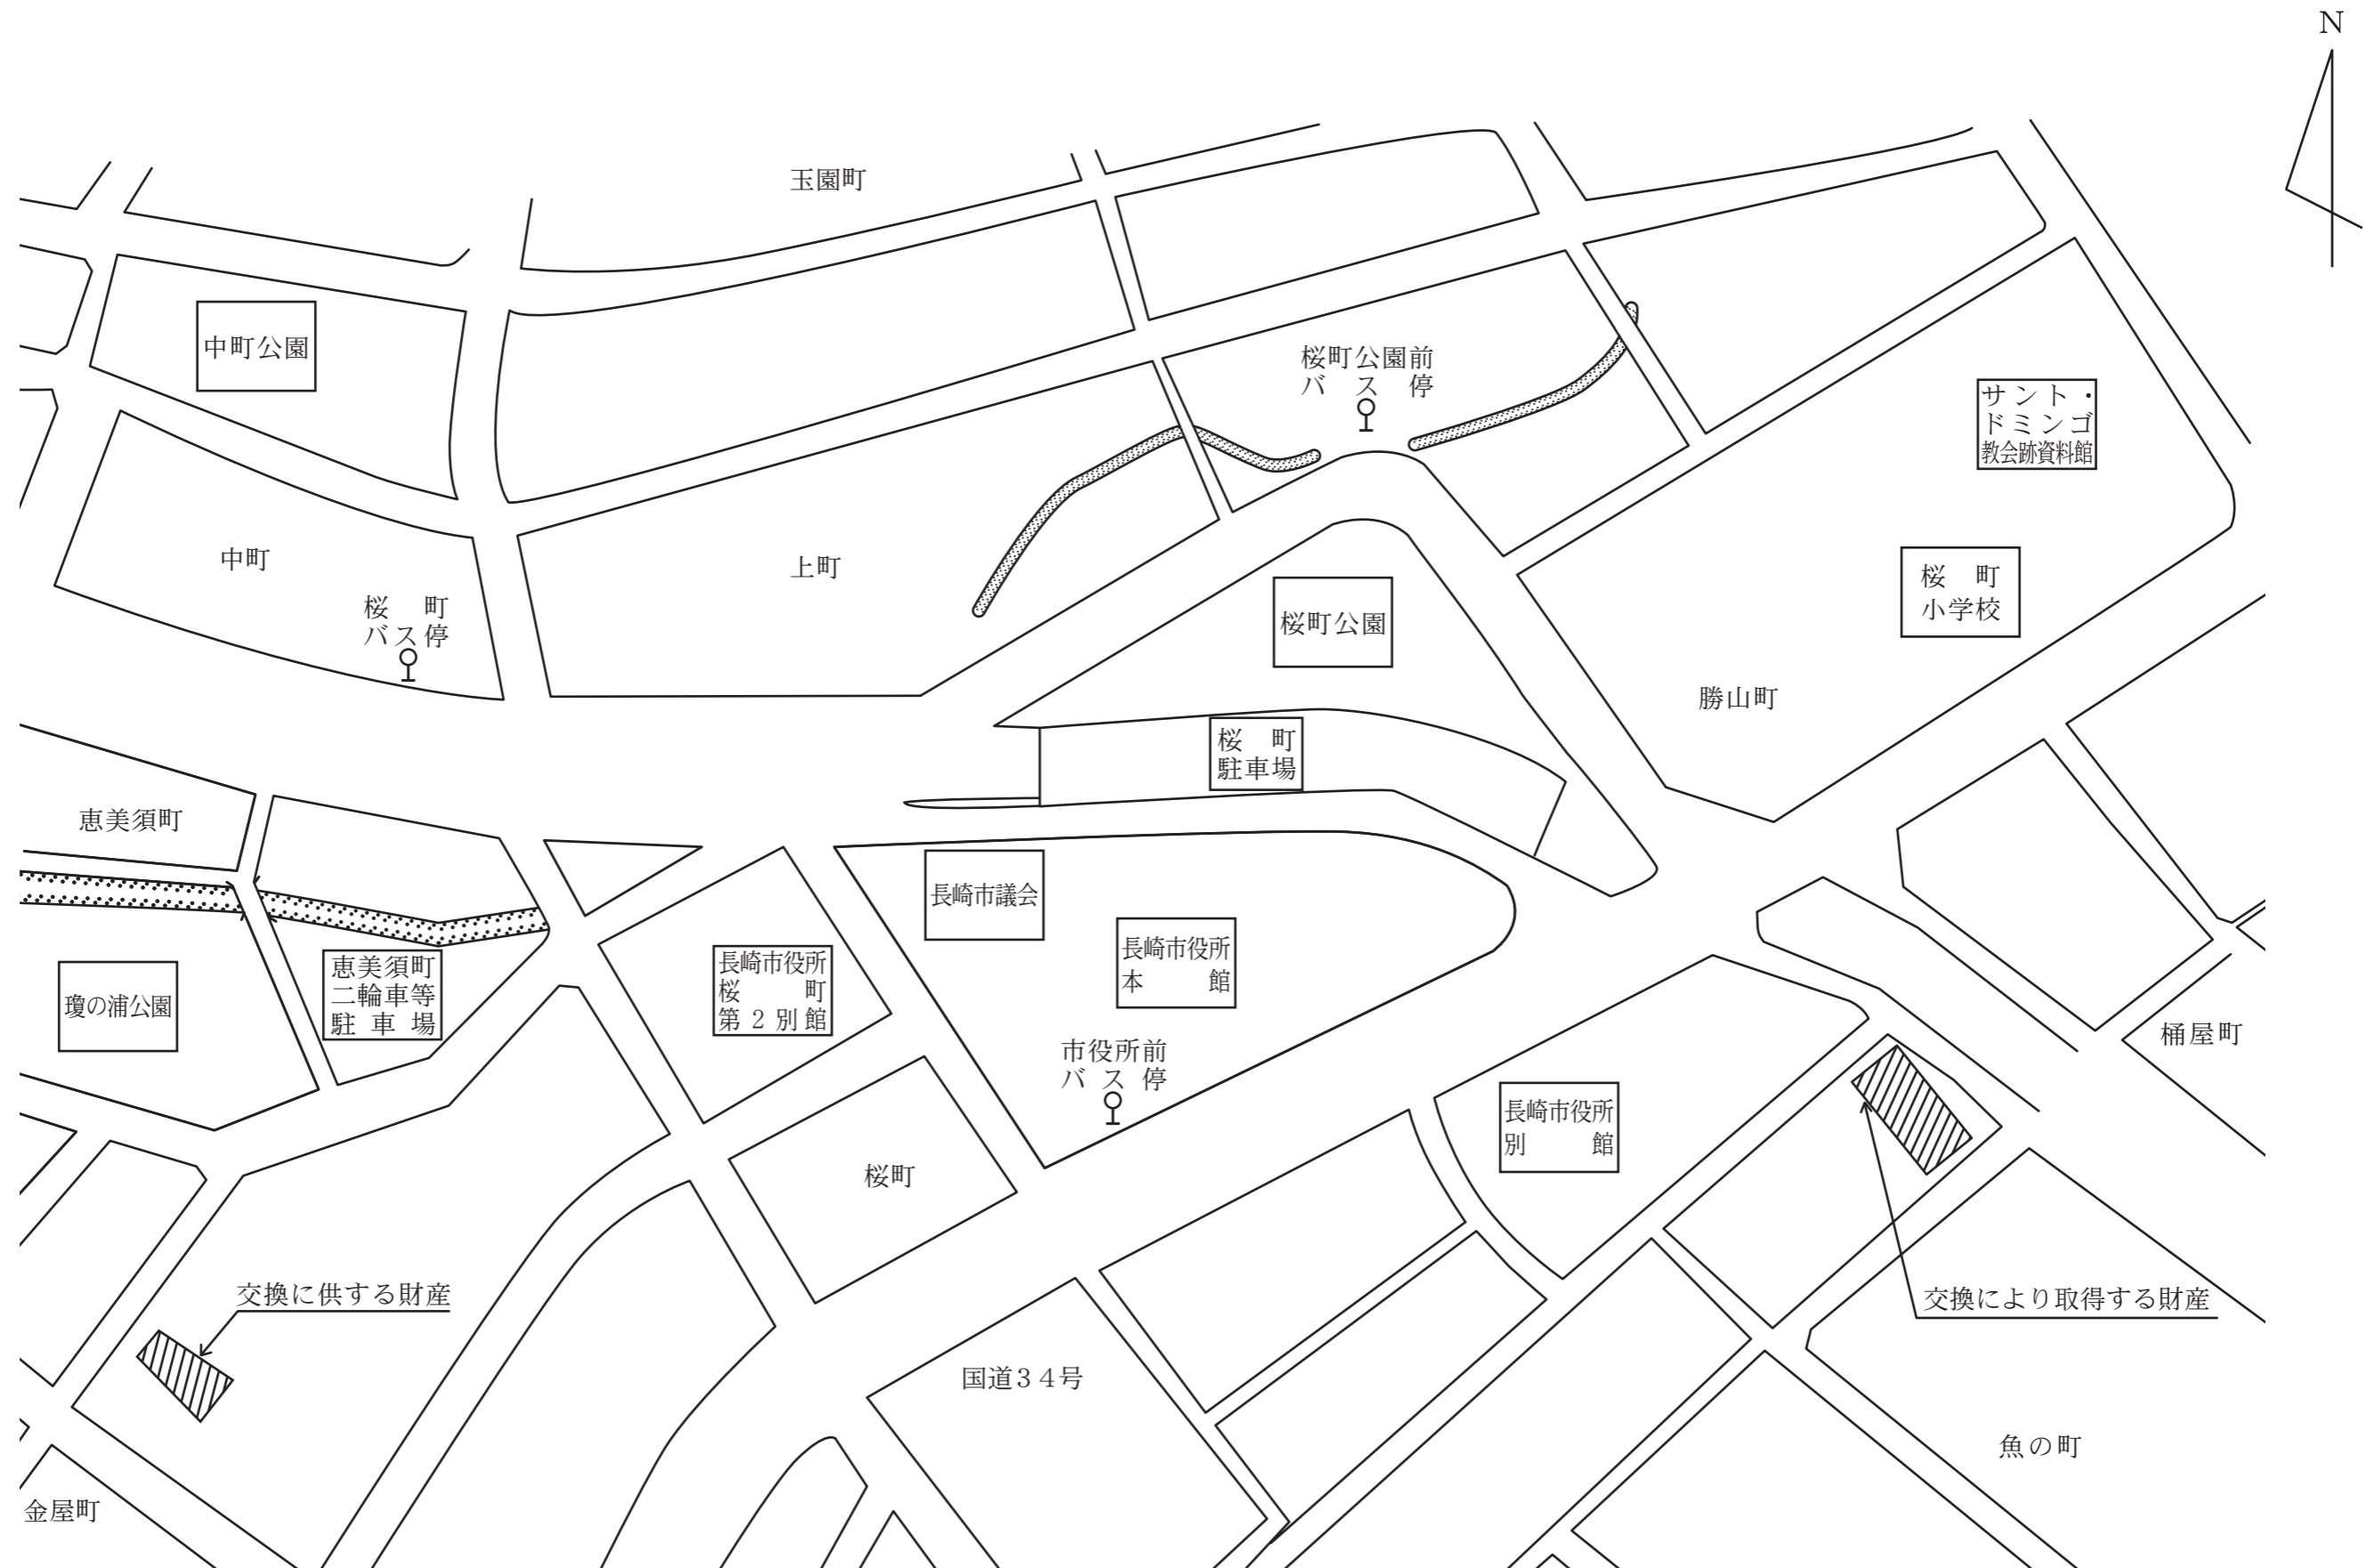 N
玉園町
中町公園
桜町公園前
バス停
サント・
ドミンゴ
教会跡資料館
中町
上町
桜町
バス停
桜町公園
桜町
小学校
勝山町
桜町
駐車場
恵美須町
長崎市議会
長崎市役所
本館
長崎市役所
桜町
第2別館
恵美須町
二輪車等
駐車場
瓊の浦公園
市役所前
バス停
桶屋町
長崎市役所
別館
桜町
交換に供する財産
交換により取得する財産
国道34号
魚の町
金屋町